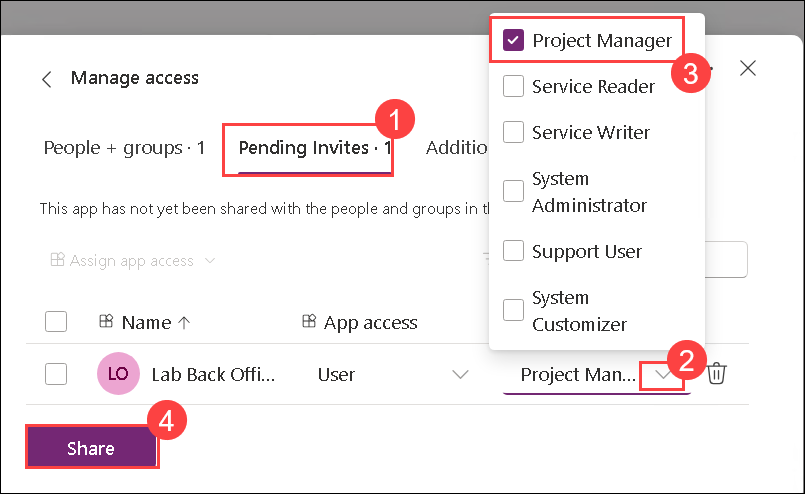 Manage access
Project Manager
3
Service Reader
Service Writer
System
Administrator
Support User
System
Customizer
1
People + groups · 1
Pending Invites · 1
Additio
This app has not yet been shared with the people and groups in th
Assign app access
Name ↑
App access
LO
Lab Back Offi...
User
Project Man...
2
4
Share